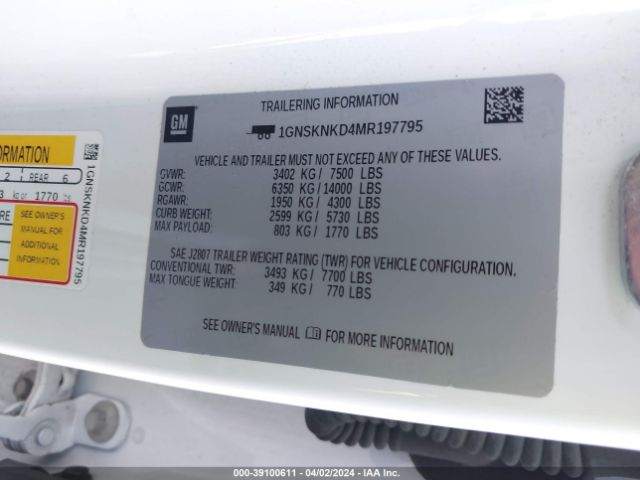 GM
TRAILERING INFORMATION
1GNSKNKD4MR197795
VEHICLE AND TRAILER MUST NOT EXCEED ANY OF THESE VALUES.
GVWR: 3402 KG / 7500 LBS
GCWR: 6350 KG / 14000 LBS
RGAWR: 1950 KG / 4300 LBS
CURB WEIGHT: 2599 KG / 5730 LBS
MAX PAYLOAD: 803 KG / 1770 LBS
SAE J2807 TRAILER WEIGHT RATING (TWR) FOR VEHICLE CONFIGURATION.
CONVENTIONAL TWR: 3493 KG / 7700 LBS
MAX TONGUE WEIGHT: 349 KG / 770 LBS
SEE OWNER'S MANUAL FOR MORE INFORMATION
2 REAR 6
3 kg or 1770 lbs
SEE OWNER'S
MANUAL FOR
ADDITIONAL
INFORMATION
1GNSKNKD4MR197795
000-39100611 - 04/02/2024 - IAA Inc.